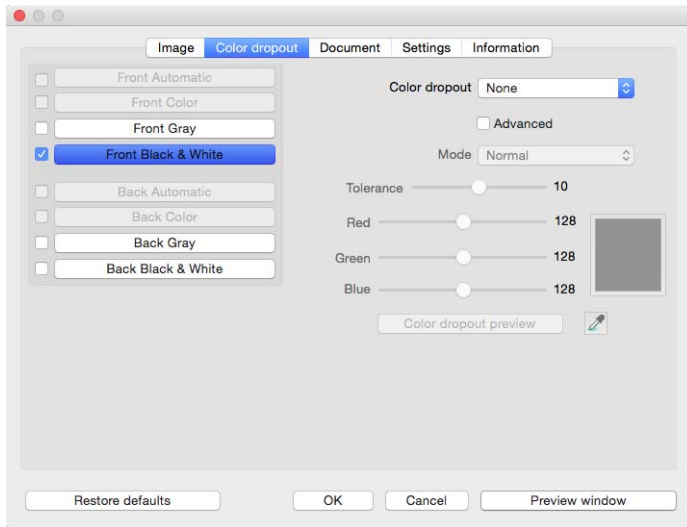 Image Color dropout Document Settings Information
Front Automatic
Front Color
Front Gray
Front Black & White
Back Automatic
Back Color
Back Gray
Back Black & White
Color dropout None
Advanced
Mode Normal
Tolerance 10
Red 128
Green 128
Blue 128
Color dropout preview
Restore defaults OK Cancel Preview window